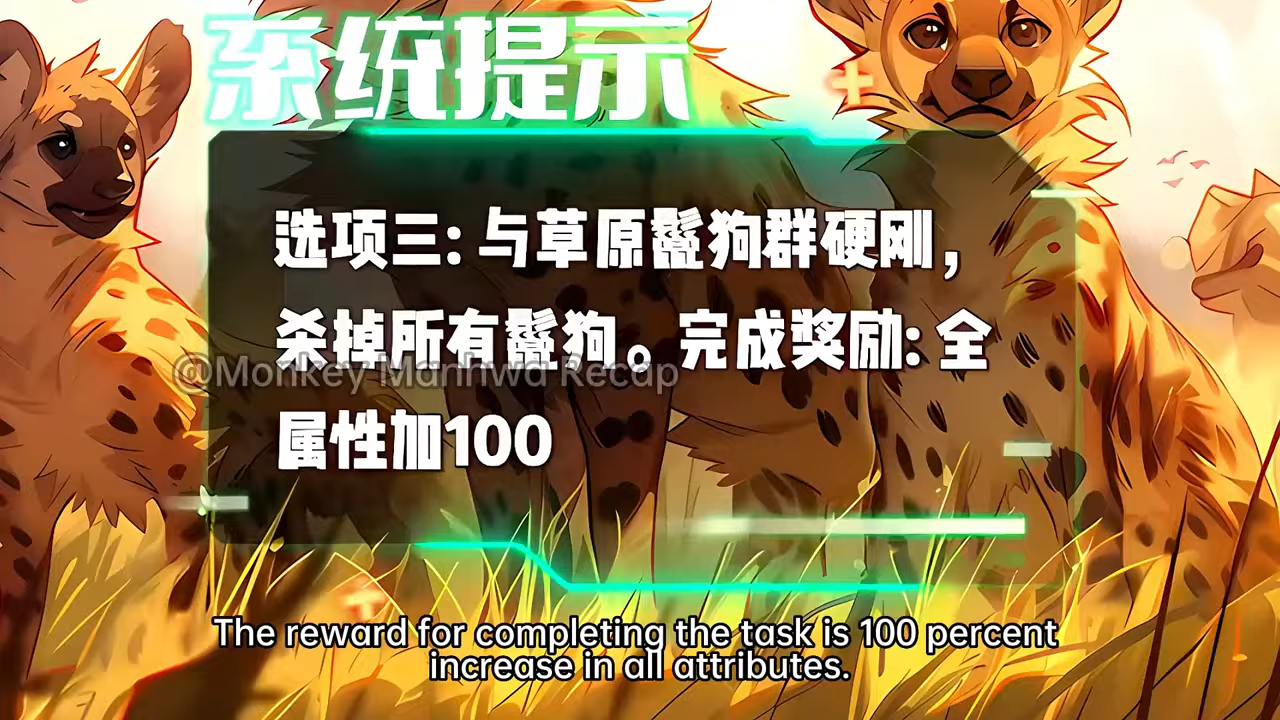 系统提示
选项三: 与草原鬣狗群硬刚，
杀掉所有鬣狗。完成奖励: 全
@Monkey Manhwa Recap
属性加100
The reward for completing the task is 100 percent
increase in all attributes.